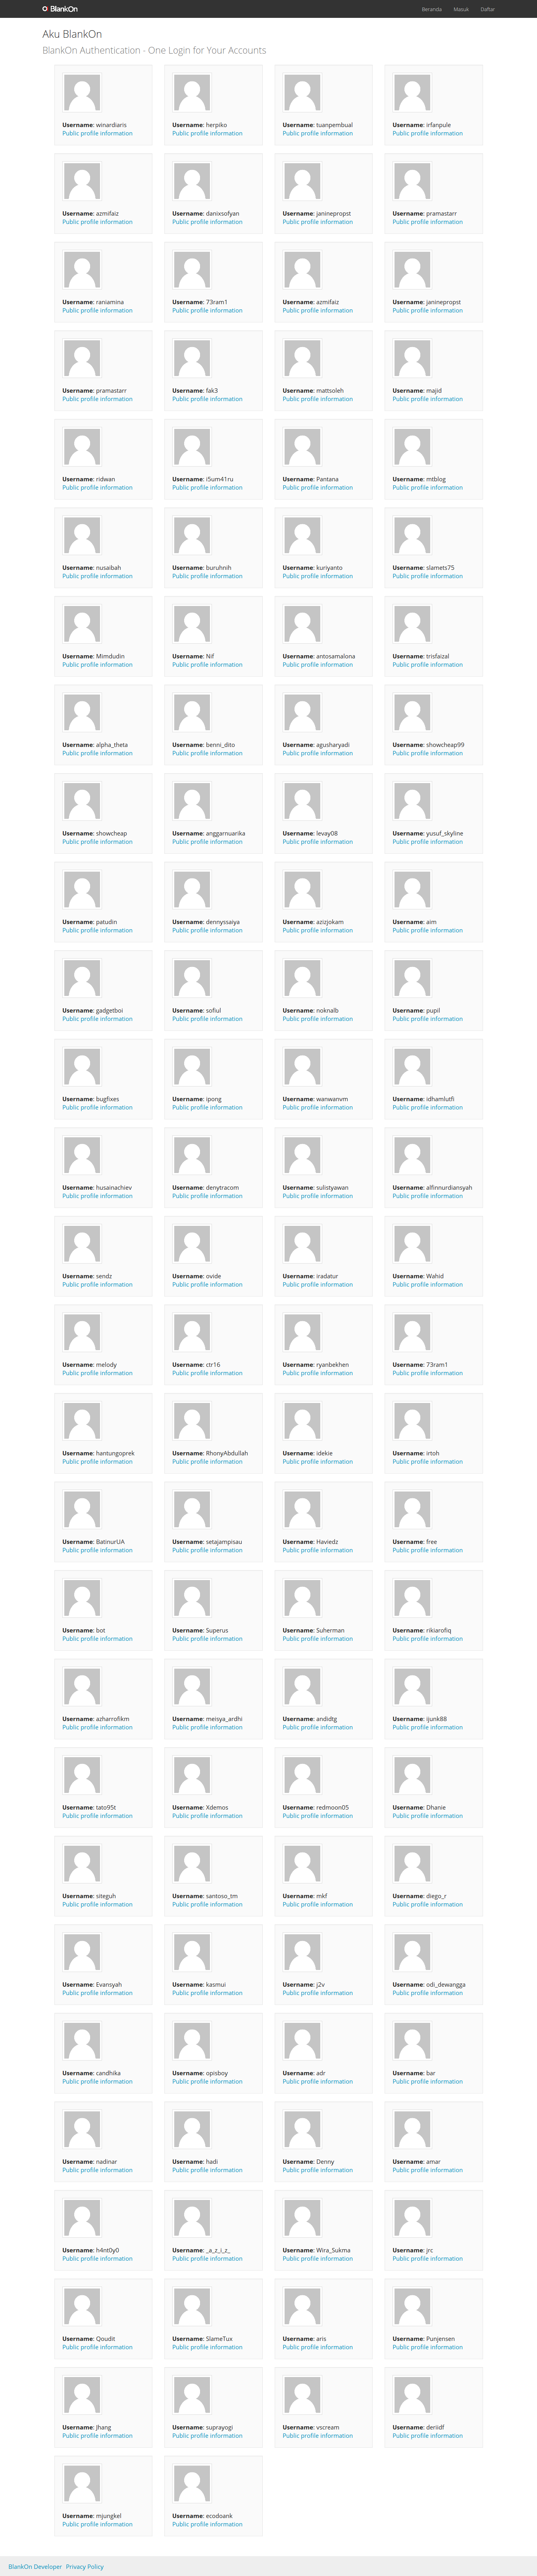 BlankOn
Beranda Masuk Daftar
Aku BlankOn
BlankOn Authentication - One Login for Your Accounts
Username: winardiaris
Public profile information
Username: herpiko
Public profile information
Username: tuanpembual
Public profile information
Username: irfanpule
Public profile information
Username: azmifaiz
Public profile information
Username: danixsofyan
Public profile information
Username: janinepropst
Public profile information
Username: pramastarr
Public profile information
Username: raniamina
Public profile information
Username: 73ram1
Public profile information
Username: azmifaiz
Public profile information
Username: janinepropst
Public profile information
Username: pramastarr
Public profile information
Username: fak3
Public profile information
Username: mattsoleh
Public profile information
Username: majid
Public profile information
Username: ridwan
Public profile information
Username: i5um41ru
Public profile information
Username: Pantana
Public profile information
Username: mtblog
Public profile information
Username: nusaibah
Public profile information
Username: buruhnih
Public profile information
Username: kuriyanto
Public profile information
Username: slamets75
Public profile information
Username: Mimdudin
Public profile information
Username: Nif
Public profile information
Username: antosamalona
Public profile information
Username: trisfaizal
Public profile information
Username: alpha_theta
Public profile information
Username: benni_dito
Public profile information
Username: agusharyadi
Public profile information
Username: showcheap99
Public profile information
Username: showcheap
Public profile information
Username: anggarnuarika
Public profile information
Username: levay08
Public profile information
Username: yusuf_skyline
Public profile information
Username: patudin
Public profile information
Username: dennyssaiya
Public profile information
Username: azizjokam
Public profile information
Username: aim
Public profile information
Username: gadgetboi
Public profile information
Username: sofiul
Public profile information
Username: noknalb
Public profile information
Username: pupil
Public profile information
Username: bugfixes
Public profile information
Username: ipong
Public profile information
Username: wanwanvm
Public profile information
Username: idhamlutfi
Public profile information
Username: husainachiev
Public profile information
Username: denytracom
Public profile information
Username: sulistyawan
Public profile information
Username: alfinnurdiansyah
Public profile information
Username: sendz
Public profile information
Username: ovide
Public profile information
Username: iradatur
Public profile information
Username: Wahid
Public profile information
Username: melody
Public profile information
Username: ctr16
Public profile information
Username: ryanbekhen
Public profile information
Username: 73ram1
Public profile information
Username: hantungoprek
Public profile information
Username: RhonyAbdullah
Public profile information
Username: idekie
Public profile information
Username: irtoh
Public profile information
Username: BatinurUA
Public profile information
Username: setajampisau
Public profile information
Username: Haviedz
Public profile information
Username: free
Public profile information
Username: bot
Public profile information
Username: Superus
Public profile information
Username: Suherman
Public profile information
Username: rikiarofiq
Public profile information
Username: azharrofikm
Public profile information
Username: meisya_ardhi
Public profile information
Username: andidtg
Public profile information
Username: ijunk88
Public profile information
Username: tato95t
Public profile information
Username: Xdemos
Public profile information
Username: redmoon05
Public profile information
Username: Dhanie
Public profile information
Username: siteguh
Public profile information
Username: santoso_tm
Public profile information
Username: mkf
Public profile information
Username: diego_r
Public profile information
Username: Evansyah
Public profile information
Username: kasmui
Public profile information
Username: j2v
Public profile information
Username: odi_dewangga
Public profile information
Username: candhika
Public profile information
Username: opisboy
Public profile information
Username: adr
Public profile information
Username: bar
Public profile information
Username: nadinar
Public profile information
Username: hadi
Public profile information
Username: Denny
Public profile information
Username: amar
Public profile information
Username: h4nt0y0
Public profile information
Username: _a_z_i_z_
Public profile information
Username: Wira_Sukma
Public profile information
Username: jrc
Public profile information
Username: Qoudit
Public profile information
Username: SlameTux
Public profile information
Username: aris
Public profile information
Username: Punjensen
Public profile information
Username: Jhang
Public profile information
Username: suprayogi
Public profile information
Username: vscream
Public profile information
Username: deriidf
Public profile information
Username: mjungkel
Public profile information
Username: ecodoank
Public profile information
BlankOn Developer Privacy Policy